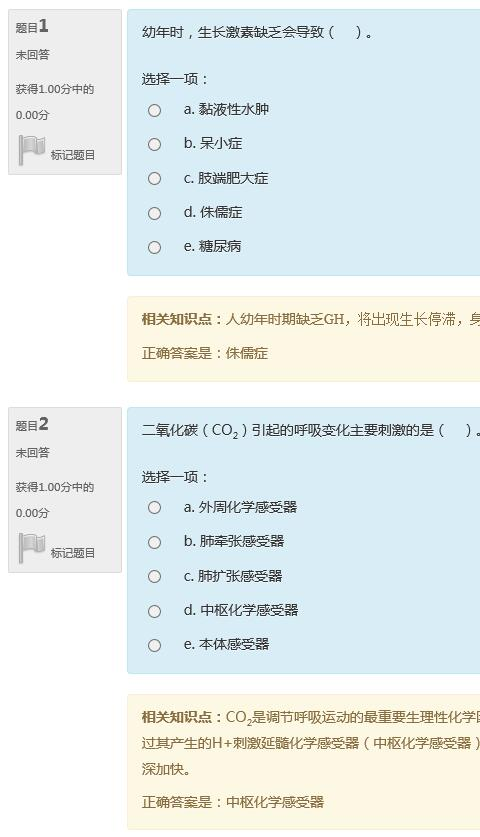 题目1
未回答
获得1.00分中的
0.00分
标记题目
幼年时，生长激素缺乏会导致（ ）。
选择一项：
a. 黏液性水肿
b. 呆小症
c. 肢端肥大症
d. 侏儒症
e. 糖尿病
相关知识点：人幼年时期缺乏GH，将出现生长停滞，身
正确答案是：侏儒症
题目2
未回答
获得1.00分中的
0.00分
标记题目
二氧化碳（CO₂）引起的呼吸变化主要刺激的是（ ）。
选择一项：
a. 外周化学感受器
b. 肺牵张感受器
c. 肺扩张感受器
d. 中枢化学感受器
e. 本体感受器
相关知识点：CO₂是调节呼吸运动的最重要生理性化学因
过其产生的H+刺激延髓化学感受器（中枢化学感受器）
深加快。
正确答案是：中枢化学感受器